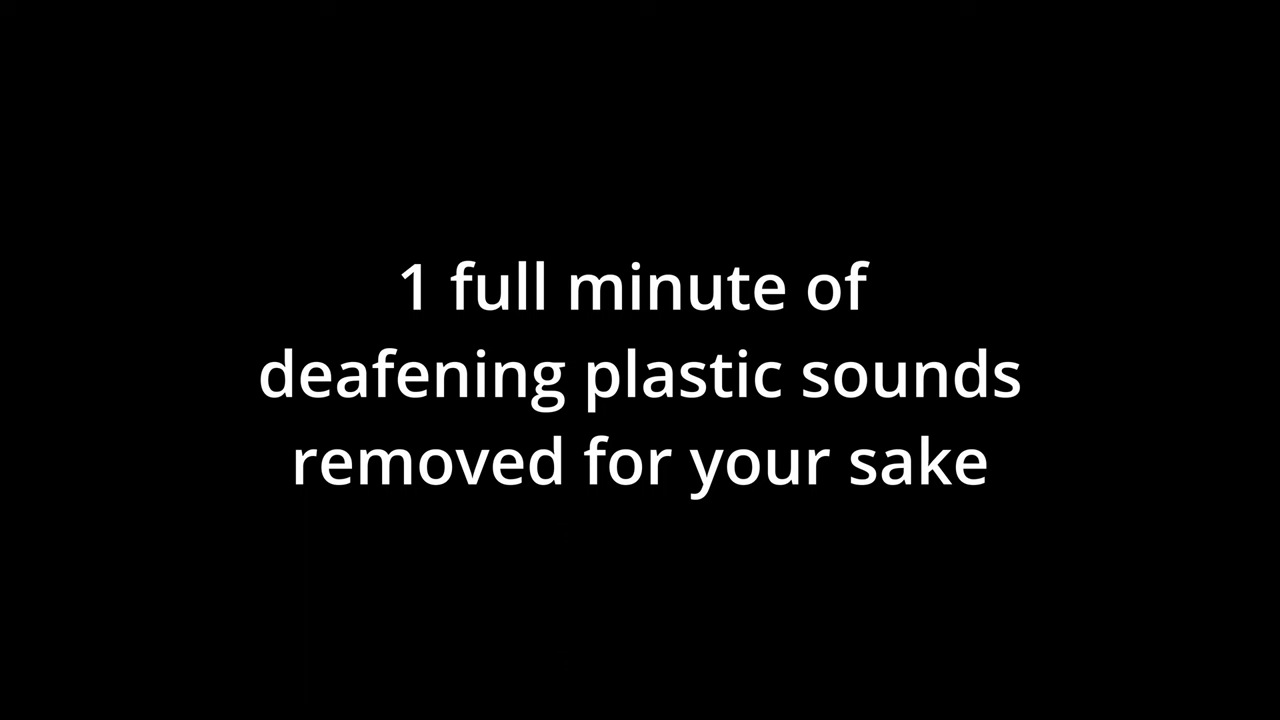 1 full minute of
deafening plastic sounds
removed for your sake